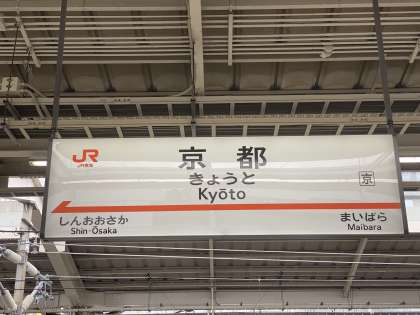 JR
JR東海
京都
きょうと
Kyōto
京
しんおおさか
Shin-Ōsaka
まいばら
Maibara